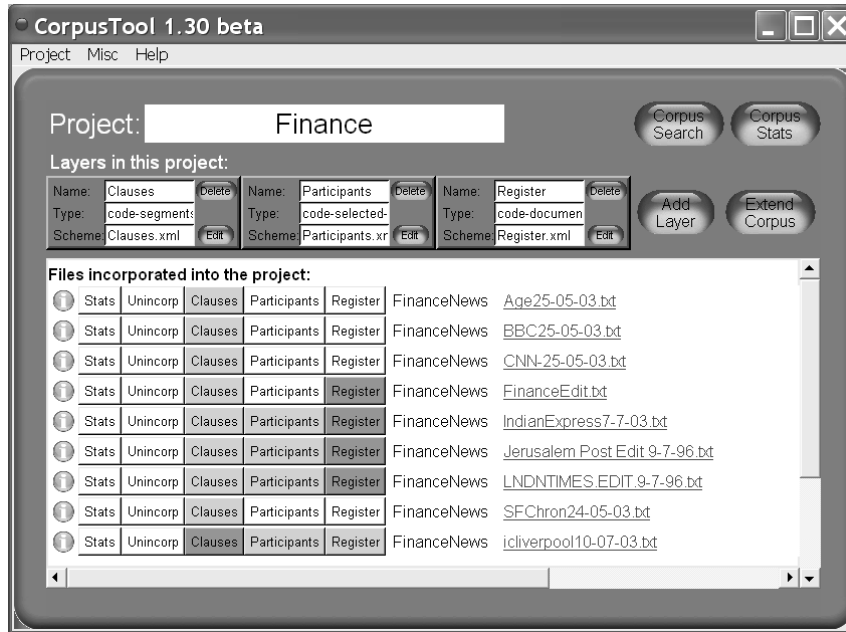 CorpusTool 1.30 beta
Project Misc Help
Project: Finance
Corpus Search
Corpus Stats
Layers in this project:
Name: Clauses Delete Name: Participants Delete Name: Register Delete
Type: code-segments Type: code-selected- Type: code-documen
Scheme: Clauses.xml Edit Scheme: Participants.xr Edit Scheme: Register.xml Edit
Add Layer
Extend Corpus
Files incorporated into the project:
Stats Unincorp Clauses Participants Register FinanceNews Age25-05-03.txt
Stats Unincorp Clauses Participants Register FinanceNews BBC25-05-03.txt
Stats Unincorp Clauses Participants Register FinanceNews CNN-25-05-03.txt
Stats Unincorp Clauses Participants Register FinanceNews FinanceEdit.txt
Stats Unincorp Clauses Participants Register FinanceNews IndianExpress7-7-03.txt
Stats Unincorp Clauses Participants Register FinanceNews Jerusalem Post Edit 9-7-96.txt
Stats Unincorp Clauses Participants Register FinanceNews LNDNTIMES.EDIT.9-7-96.txt
Stats Unincorp Clauses Participants Register FinanceNews SFChron24-05-03.txt
Stats Unincorp Clauses Participants Register FinanceNews icliverpool10-07-03.txt